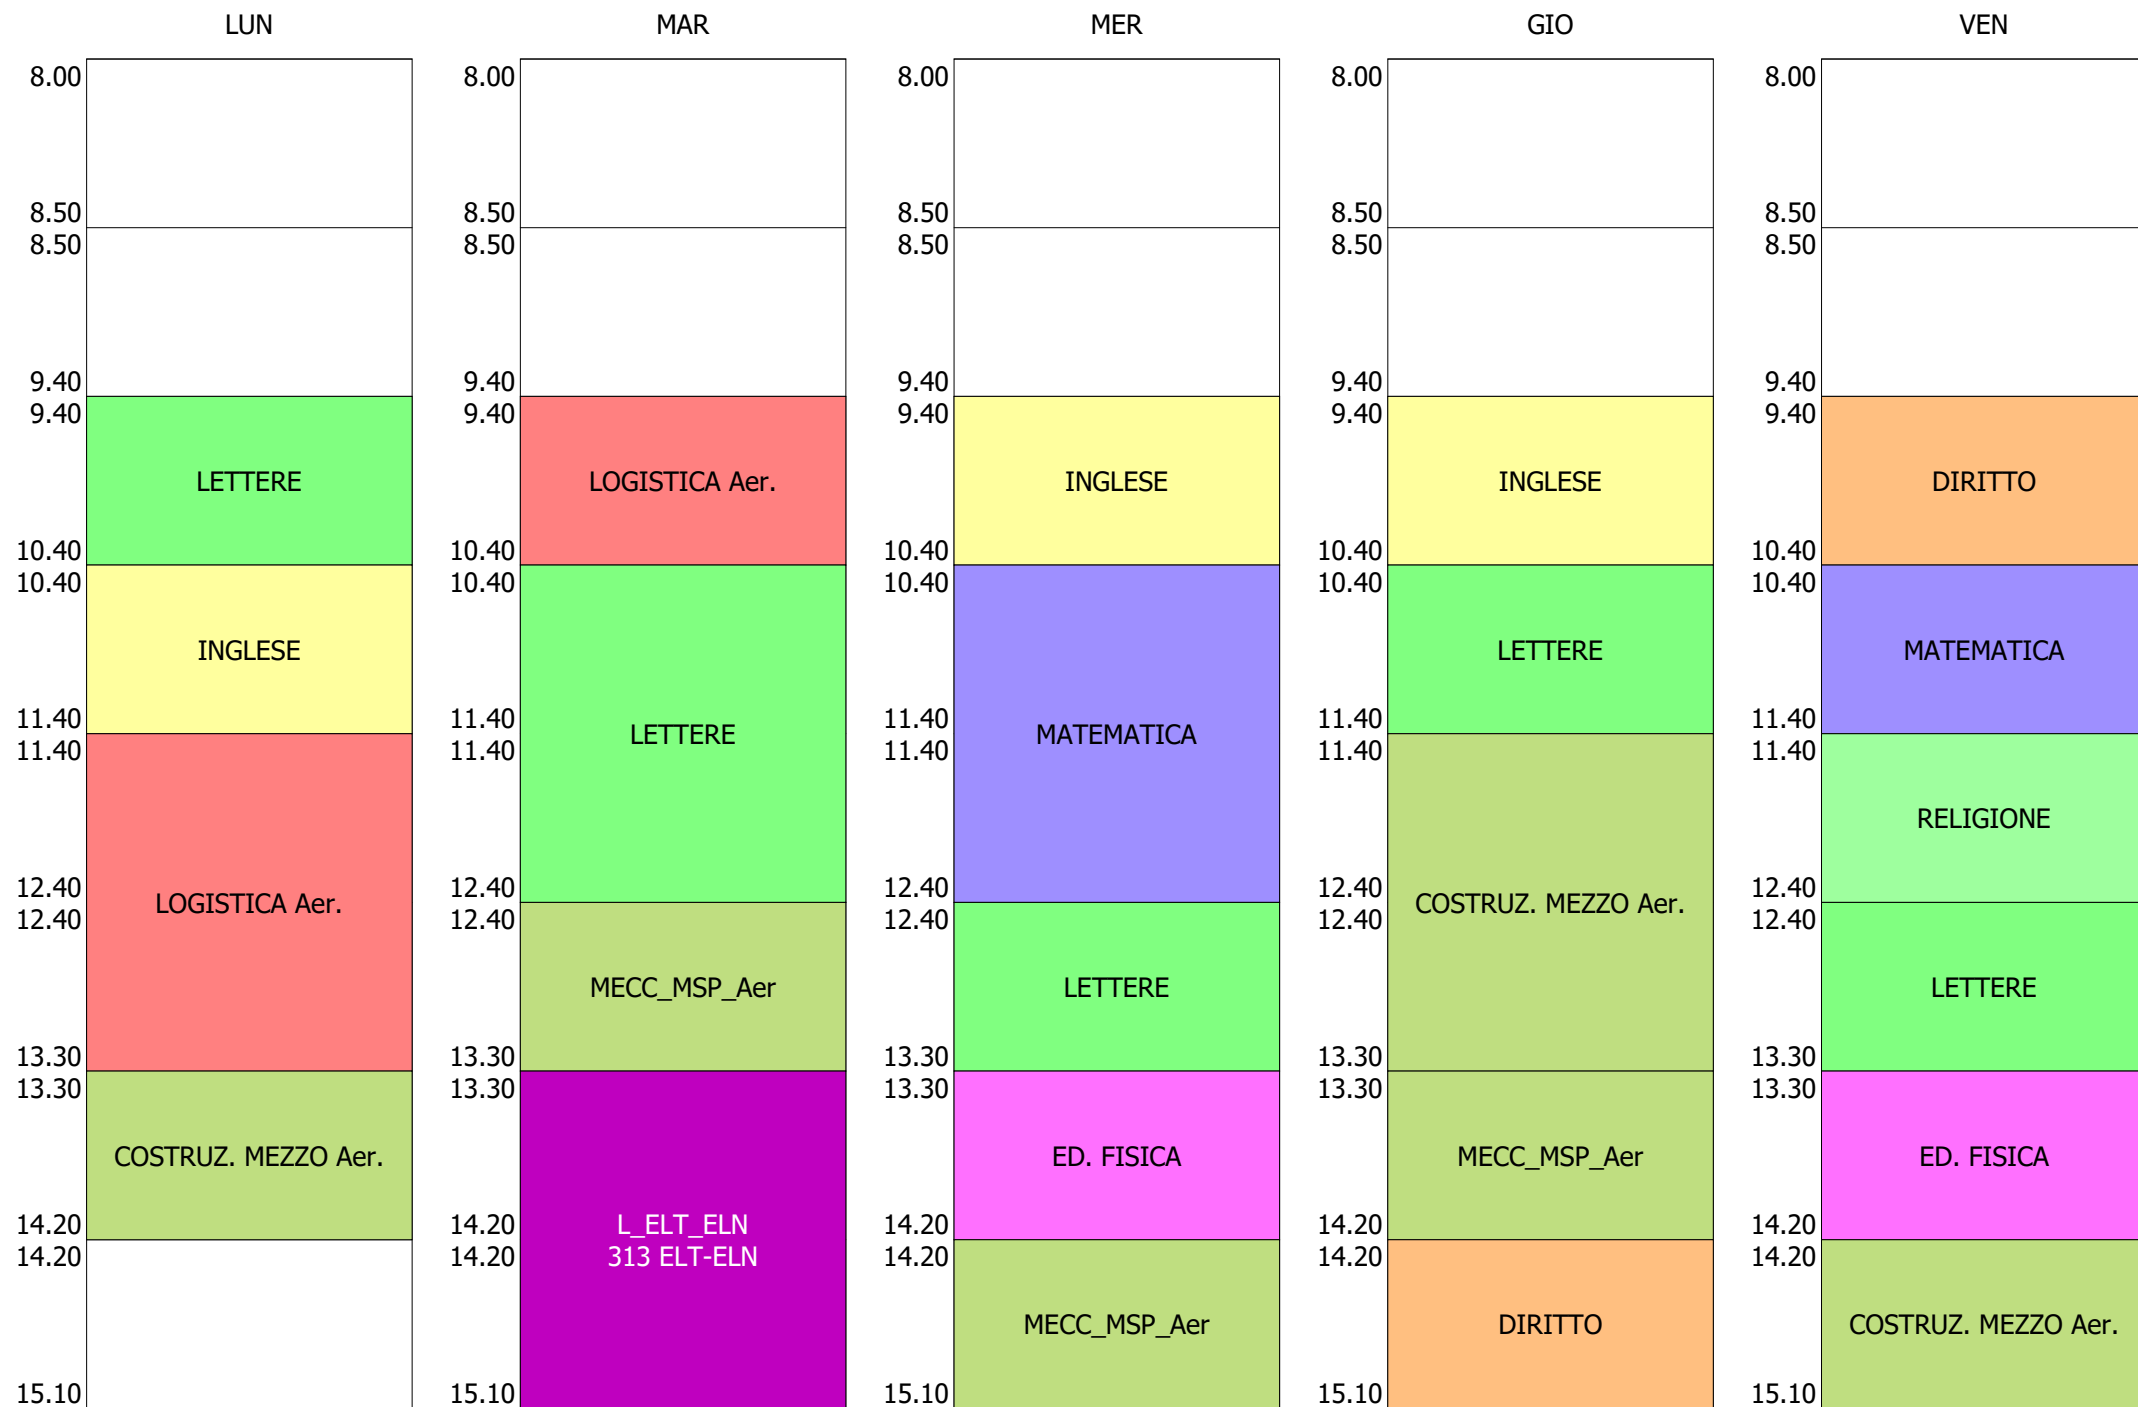 LUN
MAR
MER
GIO
VEN
8.00
8.00
8.00
8.00
8.00
8.50
8.50
8.50
8.50
8.50
8.50
8.50
8.50
8.50
8.50
9.40
9.40
9.40
9.40
9.40
9.40
9.40
9.40
9.40
9.40
LETTERE
LOGISTICA Aer.
INGLESE
INGLESE
DIRITTO
10.40
10.40
10.40
10.40
10.40
10.40
10.40
10.40
10.40
10.40
INGLESE
LETTERE
MATEMATICA
LETTERE
MATEMATICA
11.40
11.40
11.40
11.40
11.40
11.40
11.40
11.40
11.40
11.40
LOGISTICA Aer.
COSTRUZ. MEZZO Aer.
RELIGIONE
12.40
12.40
12.40
12.40
12.40
12.40
12.40
12.40
12.40
12.40
MECC_MSP_Aer
LETTERE
LETTERE
13.30
13.30
13.30
13.30
13.30
13.30
13.30
13.30
13.30
13.30
COSTRUZ. MEZZO Aer.
L_ELT_ELN
313 ELT-ELN
ED. FISICA
MECC_MSP_Aer
ED. FISICA
14.20
14.20
14.20
14.20
14.20
14.20
14.20
14.20
14.20
14.20
MECC_MSP_Aer
DIRITTO
COSTRUZ. MEZZO Aer.
15.10
15.10
15.10
15.10
15.10